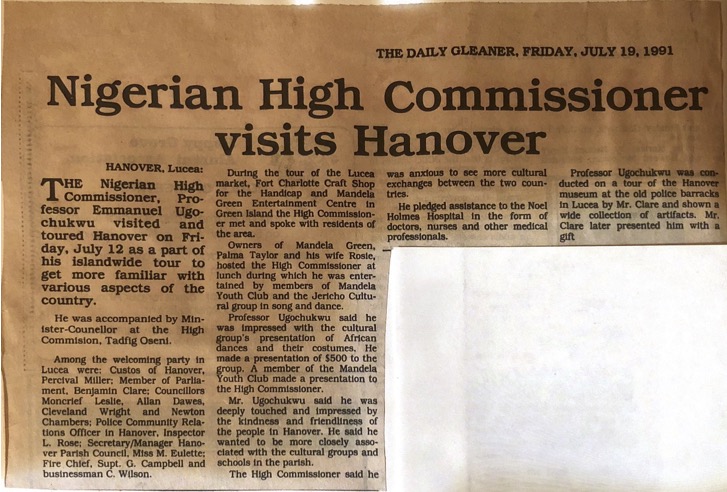 THE DAILY GLEANER, FRIDAY, JULY 19, 1991
Nigerian High Commissioner
visits Hanover
HANOVER, Lucea:
THE Nigerian High
Commissioner, Pro-
fessor Emmanuel Ugo-
chukwu visited and
toured Hanover on Fri-
day, July 12 as a part of
his islandwide tour to
get more familiar with
various aspects of the
country.
He was accompanied by Min-
ister-Counellor at the High
Commision, Tadfig Oseni.
Among the welcoming party in
Lucea were: Custos of Hanover,
Percival Miller; Member of Parlia-
ment, Benjamin Clare; Councillors
Moncrief Leslie, Allan Dawes,
Cleveland Wright and Newton
Chambers; Police Community Rela-
tions Officer in Hanover, Inspector
L. Rose; Secretary/Manager Hano-
ver Parish Council, Miss M. Eulette;
Fire Chief, Supt. G. Campbell and
businessman C. Wilson.
During the tour of the Lucea
market, Fort Charlotte Craft Shop
for the Handicap and Mandela
Green Entertainment Centre in
Green Island the High Commission-
er met and spoke with residents of
the area.
Owners of Mandela Green,
Palma Taylor and his wife Rosie,
hosted the High Commissioner at
lunch during which he was enter-
tained by members of Mandela
Youth Club and the Jericho Cultu-
ral group in song and dance.
Professor Ugochukwu said he
was impressed with the cultural
group's presentation of African
dances and their costumes. He
made a presentation of $500 to the
group. A member of the Mandela
Youth Club made a presentation to
the High Commissioner.
Mr. Ugochukwu said he was
deeply touched and impressed by
the kindness and friendliness of
the people in Hanover. He said he
wanted to be more closely asso-
ciated with the cultural groups and
schools in the parish.
The High Commissioner said he
was anxious to see more cultural
exchanges between the two coun-
tries.
He pledged assistance to the Noel
Holmes Hospital in the form of
doctors, nurses and other medical
professionals.
Professor Ugochukwu was con-
ducted on a tour of the Hanover
museum at the old police barracks
in Lucea by Mr. Clare and shown a
wide collection of artifacts. Mr.
Clare later presented him with a
gift